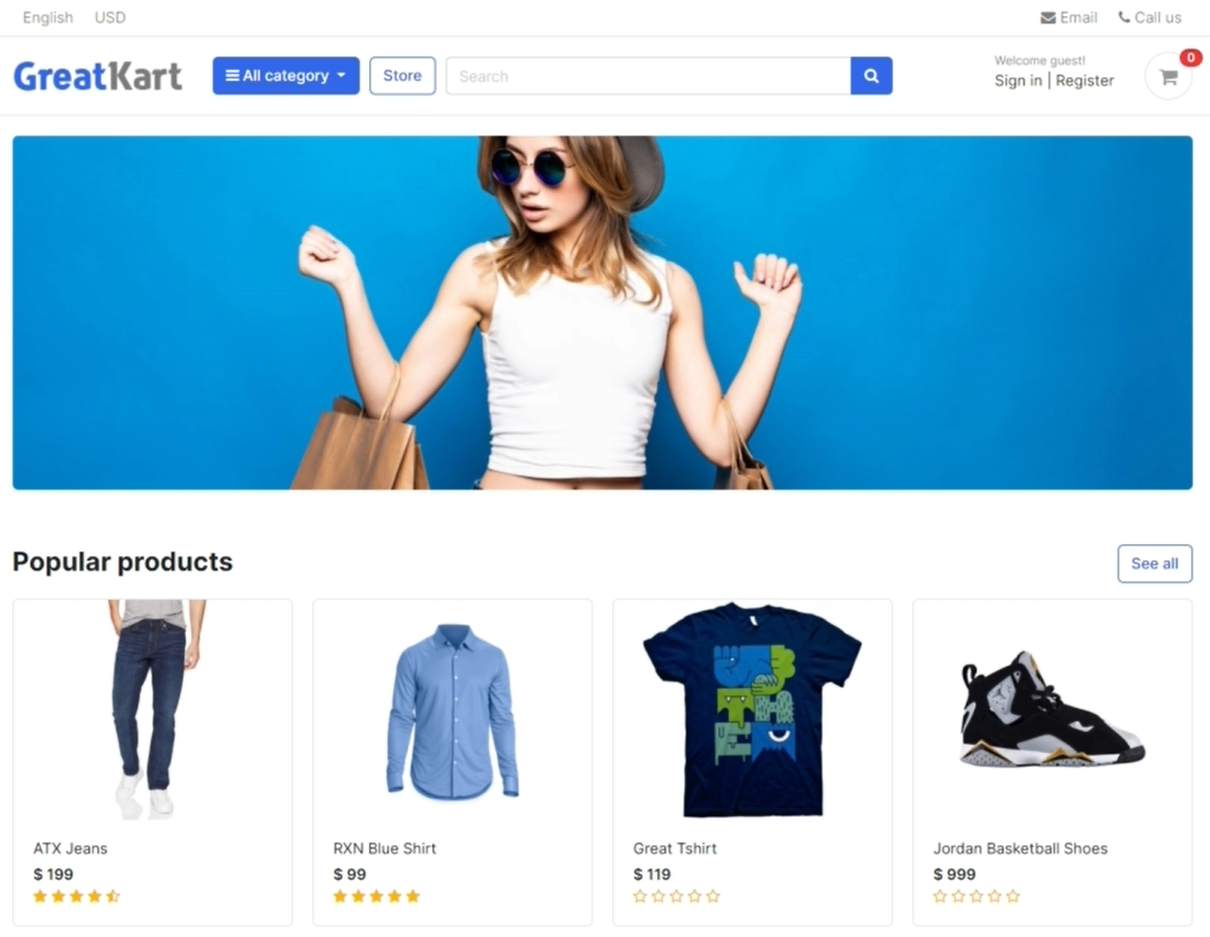 English USD Email Call us
GreatKart All category Store Search Welcome guest! Sign in | Register 0
Popular products See all
ATX Jeans
$ 199
RXN Blue Shirt
$ 99
Great Tshirt
$ 119
Jordan Basketball Shoes
$ 999